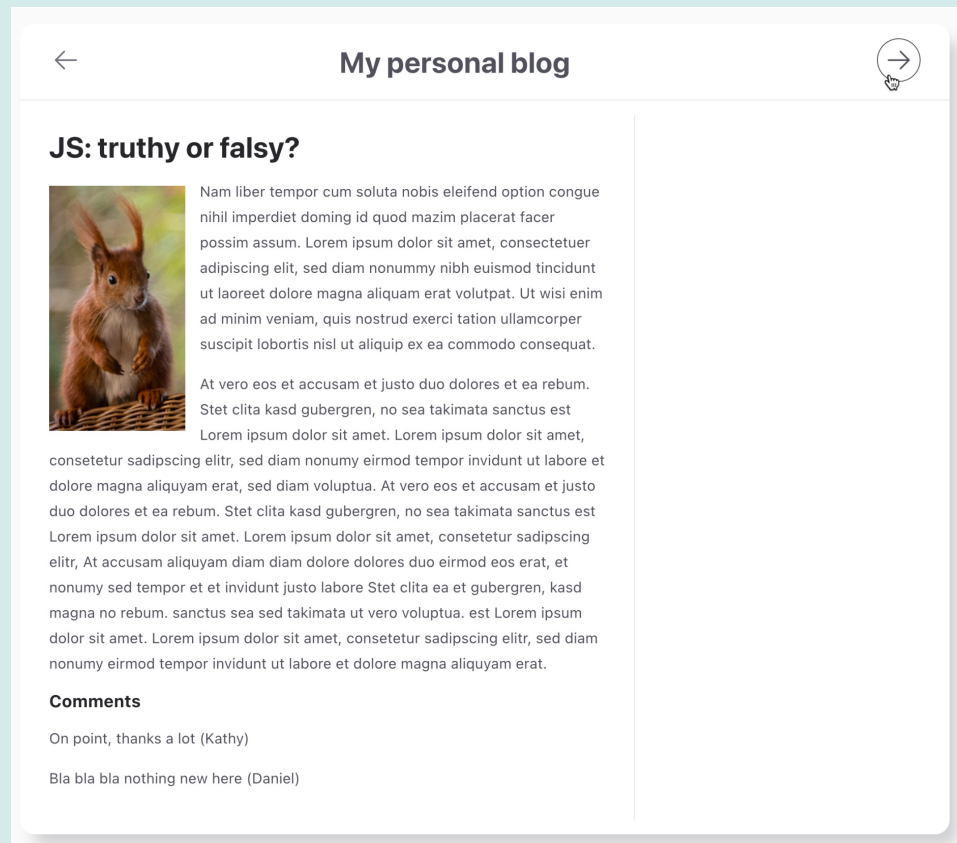 My personal blog
JS: truthy or falsy?
Nam liber tempor cum soluta nobis eleifend option congue
nihil imperdiet doming id quod mazim placerat facer
possim assum. Lorem ipsum dolor sit amet, consectetuer
adipiscing elit, sed diam nonummy nibh euismod tincidunt
ut laoreet dolore magna aliquam erat volutpat. Ut wisi enim
ad minim veniam, quis nostrud exerci tation ullamcorper
suscipit lobortis nisl ut aliquip ex ea commodo consequat.
At vero eos et accusam et justo duo dolores et ea rebum.
Stet clita kasd gubergren, no sea takimata sanctus est
Lorem ipsum dolor sit amet. Lorem ipsum dolor sit amet,
consetetur sadipscing elitr, sed diam nonumy eirmod tempor invidunt ut labore et
dolore magna aliquyam erat, sed diam voluptua. At vero eos et accusam et justo
duo dolores et ea rebum. Stet clita kasd gubergren, no sea takimata sanctus est
Lorem ipsum dolor sit amet. Lorem ipsum dolor sit amet, consetetur sadipscing
elitr, At accusam aliquyam diam diam dolore dolores duo eirmod eos erat, et
nonumy sed tempor et et invidunt justo labore Stet clita ea et gubergren, kasd
magna no rebum. sanctus sea sed takimata ut vero voluptua. est Lorem ipsum
dolor sit amet. Lorem ipsum dolor sit amet, consetetur sadipscing elitr, sed diam
nonumy eirmod tempor invidunt ut labore et dolore magna aliquyam erat.
Comments
On point, thanks a lot (Kathy)
Bla bla bla nothing new here (Daniel)